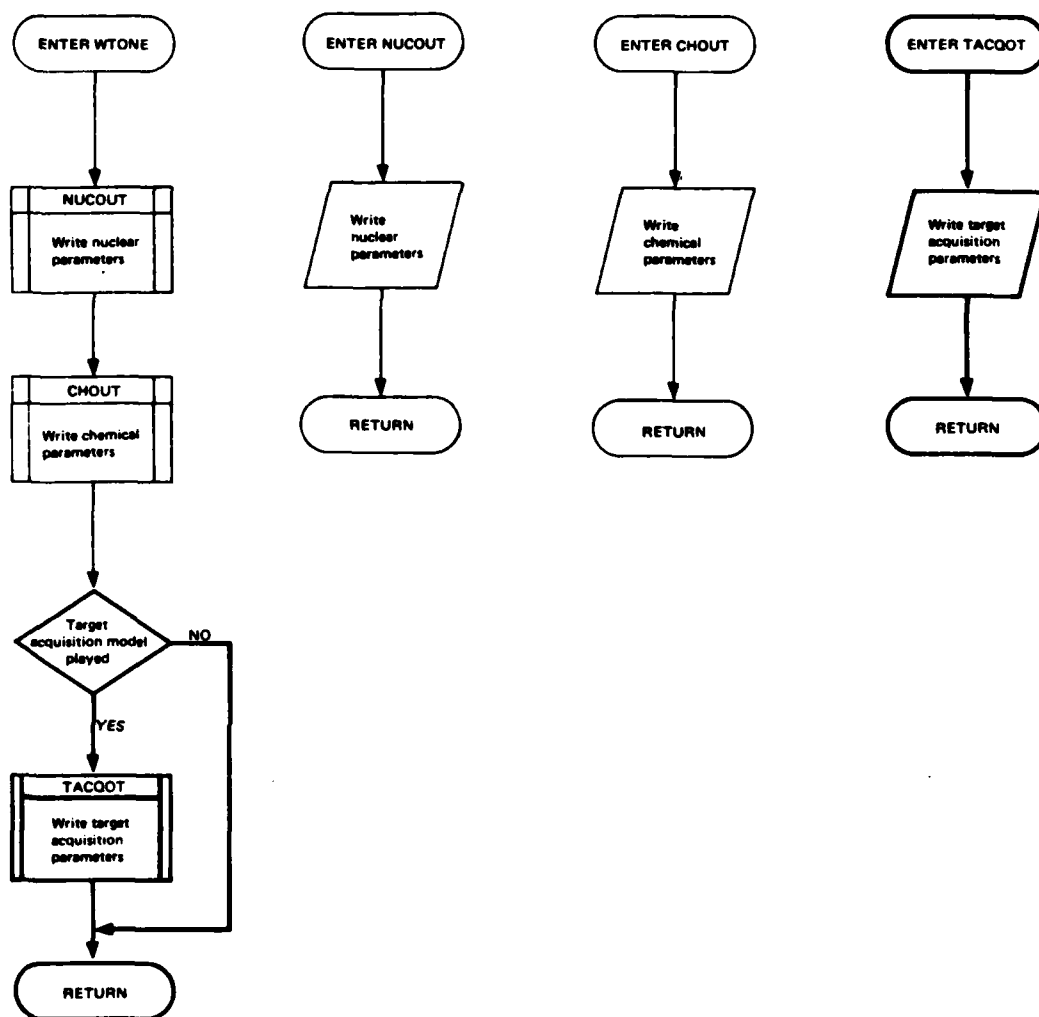 ENTER WTONE
NUCOUT
Write nuclear
parameters
CHOUT
Write chemical
parameters
Target
acquisition model
played
NO
YES
TACQOT
Write target
acquisition
parameters
RETURN
ENTER NUCOUT
Write
nuclear
parameters
RETURN
ENTER CHOUT
Write
chemical
parameters
RETURN
ENTER TACQOT
Write target
acquisition
parameters
RETURN